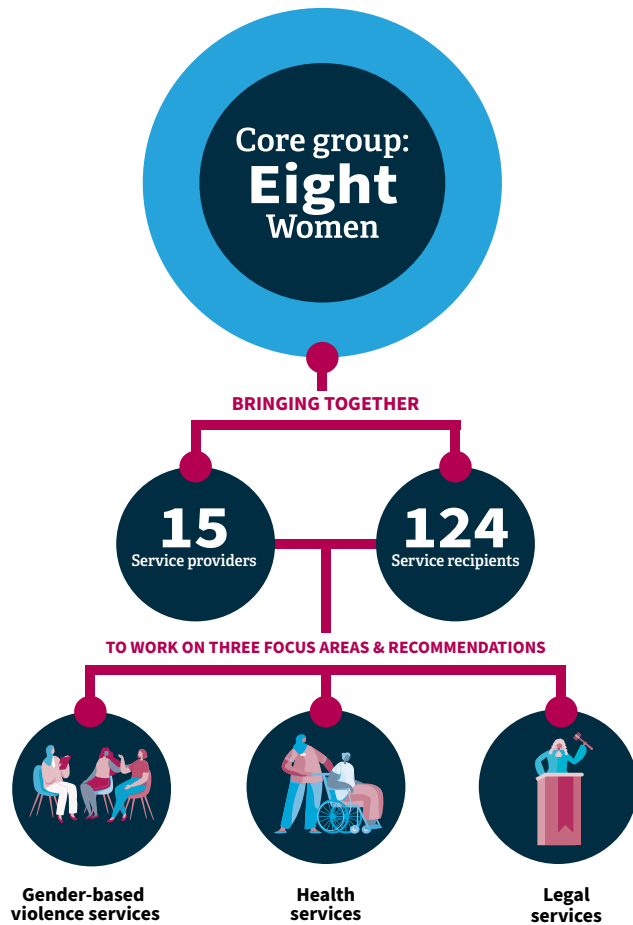 Core group:
Eight
Women
BRINGING TOGETHER
15
Service providers
124
Service recipients
TO WORK ON THREE FOCUS AREAS & RECOMMENDATIONS
Gender-based
violence services
Health
services
Legal
services